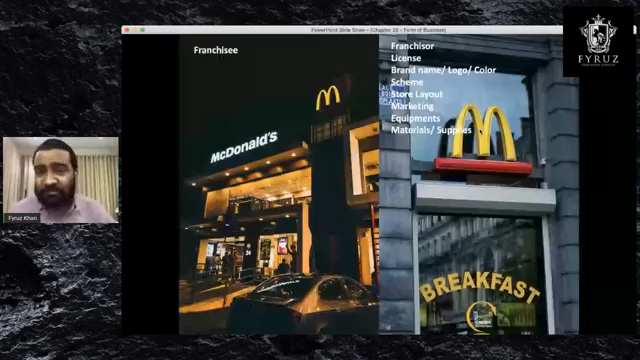 PowerPoint Slide Show - [Chapter 26 - Form of Business]
FYRUZ
Franchisee
Franchisor
License
Brand name/ Logo/ Color
Scheme
Store Layout
Marketing
Equipments
Materials/ Supplies
McDonald's
BREAKFAST
Fyruz Khan